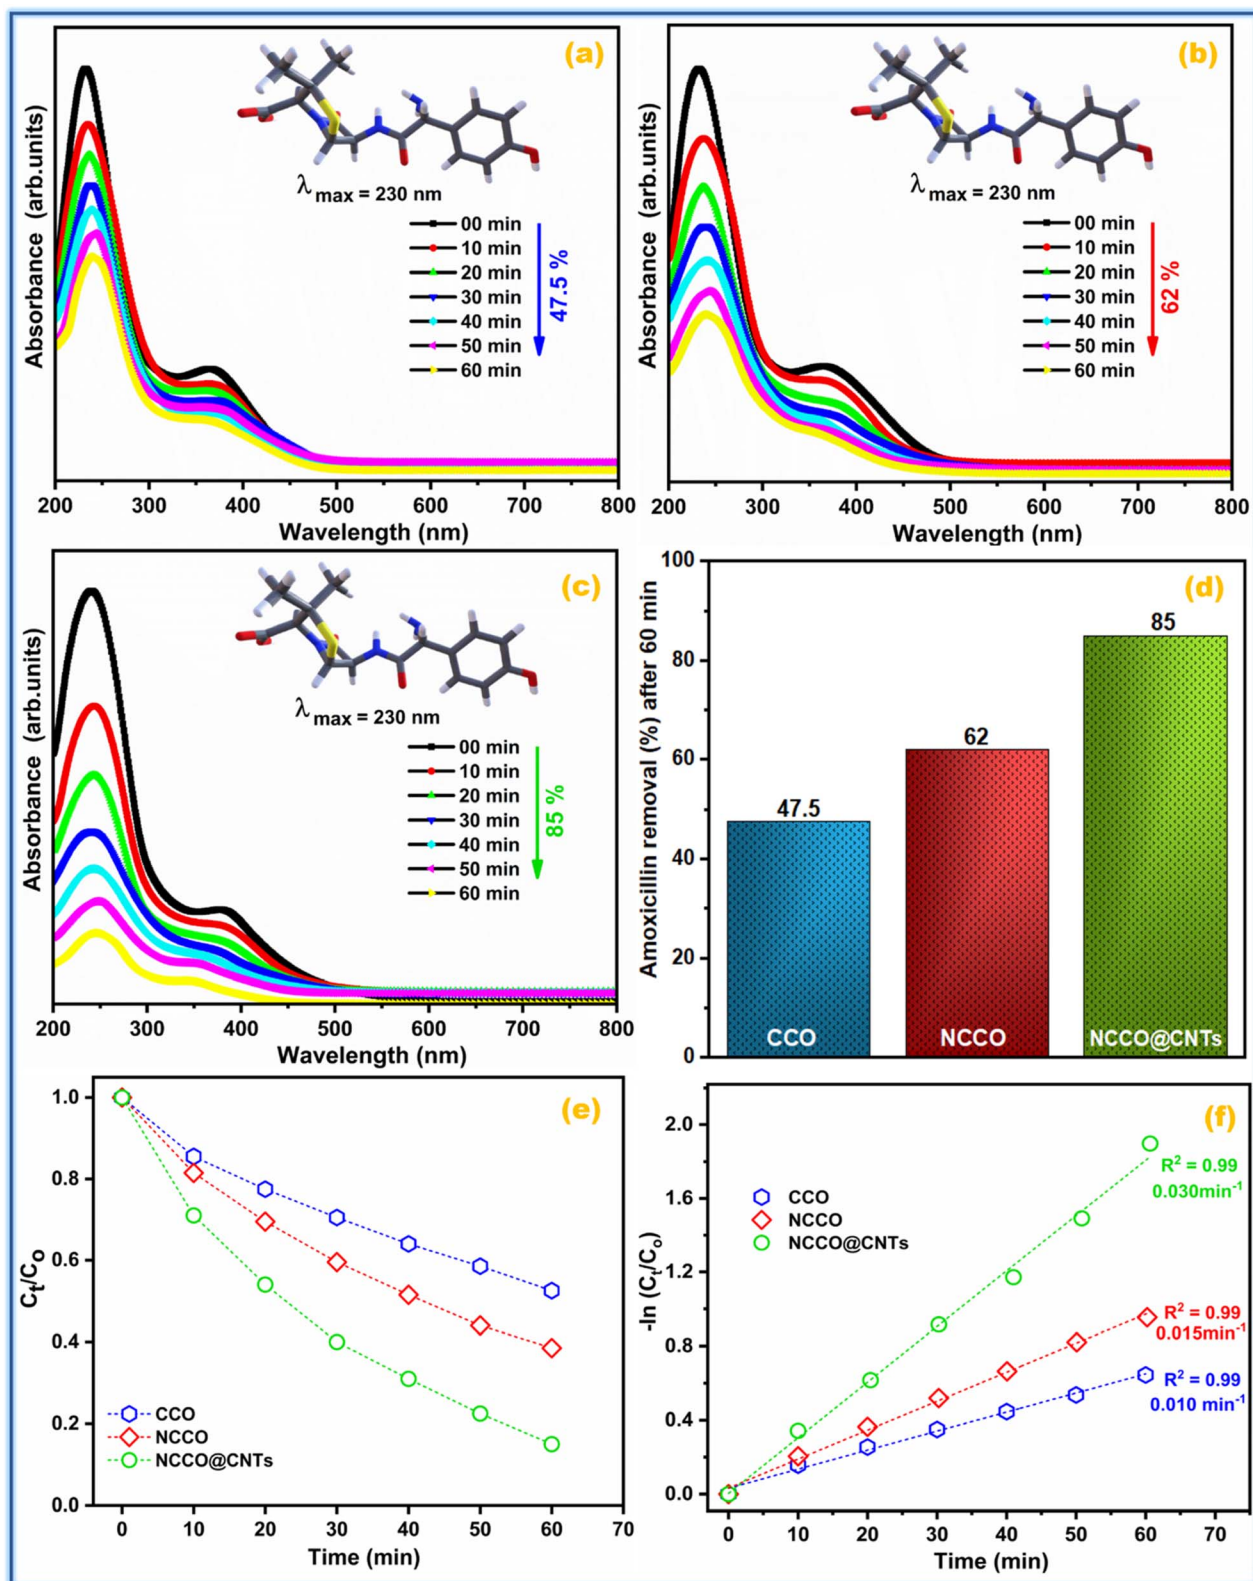 (a)
Absorbance (arb.units)
λ max = 230 nm
00 min
10 min
20 min
30 min
40 min
50 min
60 min
47.5 %
200 300 400 500 600 700 800
Wavelength (nm)
(b)
Absorbance (arb.units)
λ max = 230 nm
00 min
10 min
20 min
30 min
40 min
50 min
60 min
62 %
200 300 400 500 600 700 800
Wavelength (nm)
(c)
Absorbance (arb.units)
λ max = 230 nm
00 min
10 min
20 min
30 min
40 min
50 min
60 min
85 %
200 300 400 500 600 700 800
Wavelength (nm)
(d)
Amoxicillin removal (%) after 60 min
100
80
60
40
20
0
47.5
62
85
CCO
NCCO
NCCO@CNTs
(e)
Ct/Co
1.0
0.8
0.6
0.4
0.2
0.0
CCO
NCCO
NCCO@CNTs
0 10 20 30 40 50 60 70
Time (min)
(f)
-ln (Ct/Co)
2.0
1.6
1.2
0.8
0.4
0.0
CCO
NCCO
NCCO@CNTs
R² = 0.99
0.030min⁻¹
R² = 0.99
0.015min⁻¹
R² = 0.99
0.010 min⁻¹
0 10 20 30 40 50 60 70
Time (min)